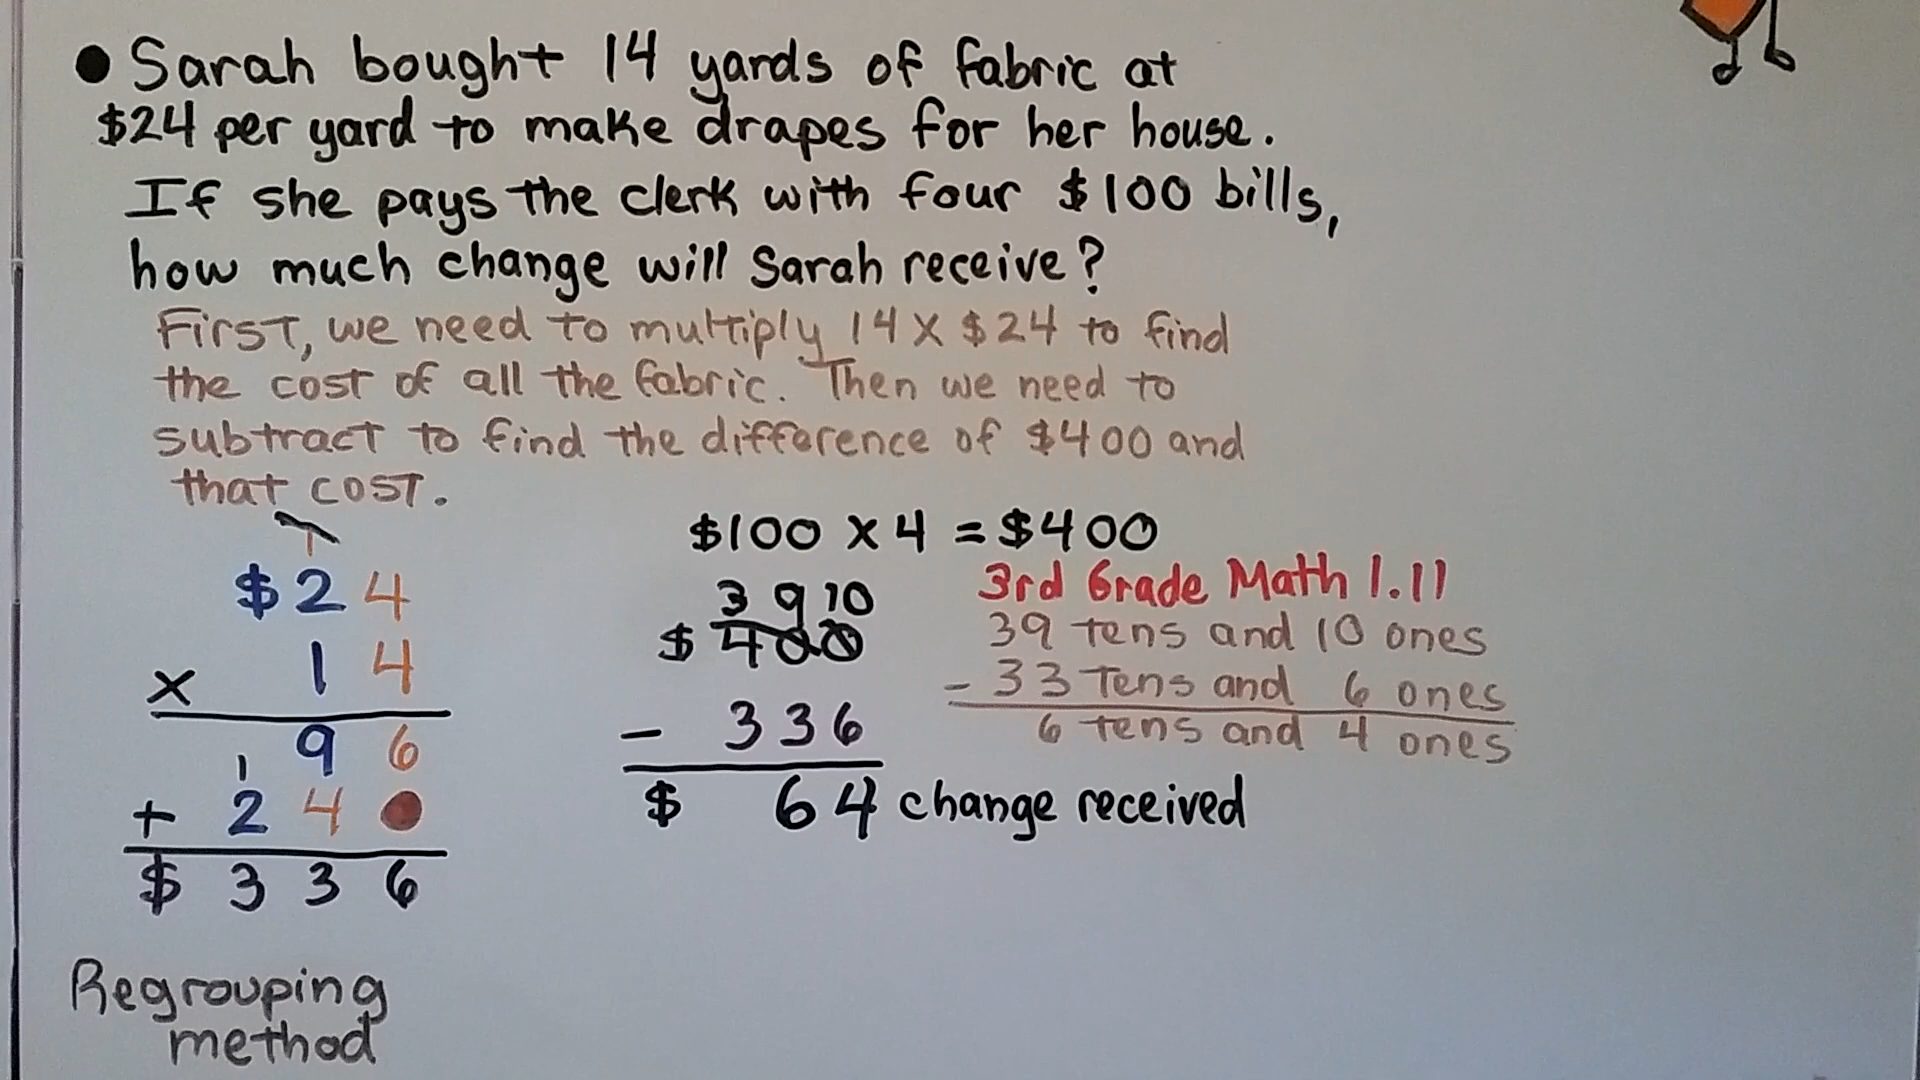 ● Sarah bought 14 yards of fabric at
$24 per yard to make drapes for her house.
If she pays the clerk with four $100 bills,
how much change will Sarah receive?
First, we need to multiply 14 x $24 to find
the cost of all the fabric. Then we need to
subtract to find the difference of $400 and
that cost.
1
$24
x 14
96
1
+ 240
$336
Regrouping
method
$100 x 4 = $400
3 9 10
$400
- 336
$ 64 change received
3rd Grade Math 1.11
39 tens and 10 ones
- 33 tens and 6 ones
6 tens and 4 ones